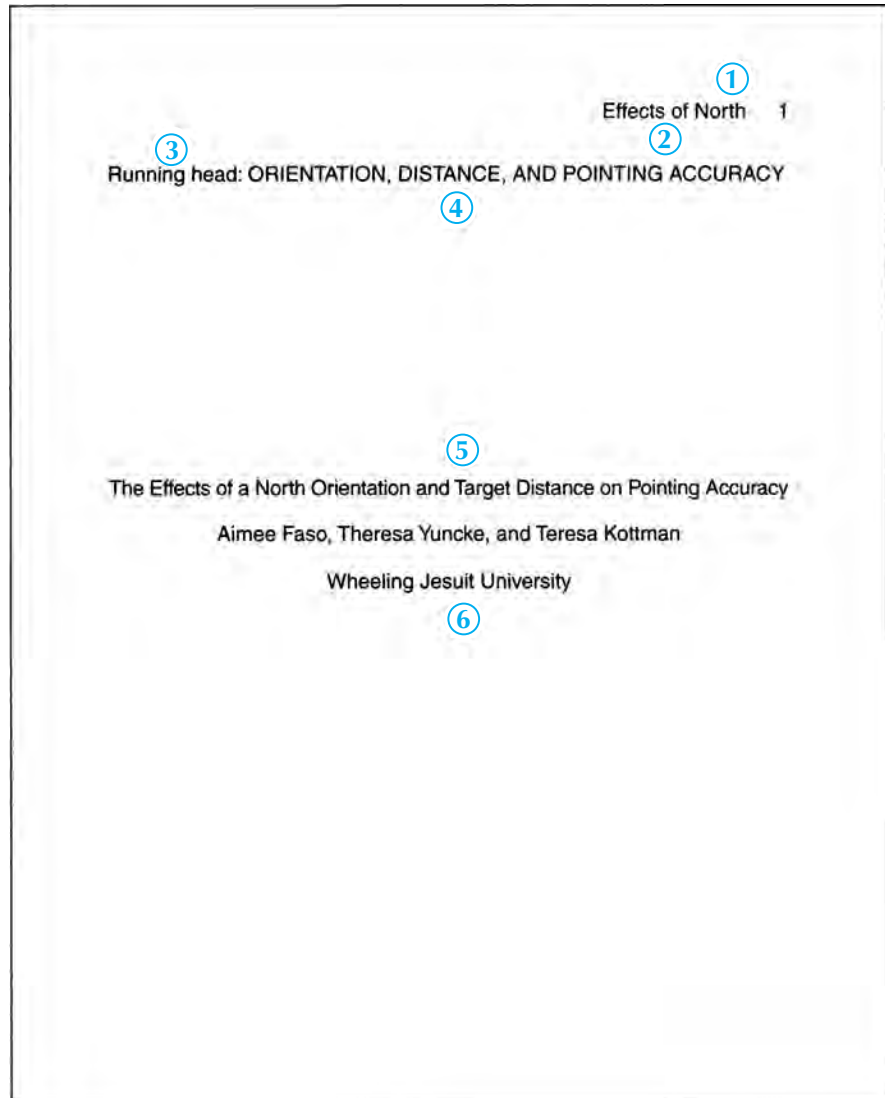 ①
Effects of North 1
②
③
Running head: ORIENTATION, DISTANCE, AND POINTING ACCURACY
④
⑤
The Effects of a North Orientation and Target Distance on Pointing Accuracy
Aimee Faso, Theresa Yuncke, and Teresa Kottman
Wheeling Jesuit University
⑥